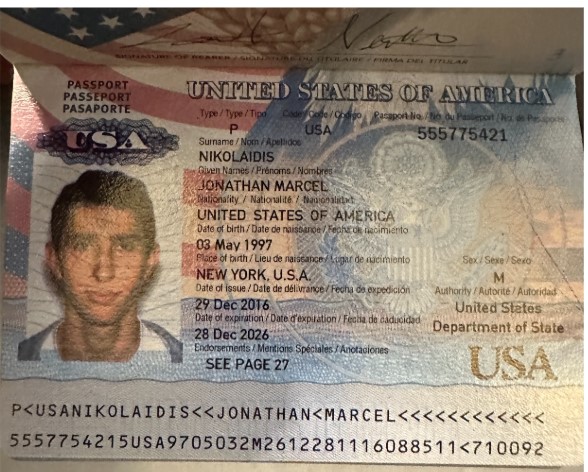 SIGNATURE OF BEARER / SIGNATURE DU TITULAIRE / FIRMA DEL TITULAR
PASSPORT
PASSEPORT
PASAPORTE
USA
UNITED STATES OF AMERICA
Type / Type / Tipo Code / Code / Código Passport No. / No. du Passeport / No. de Pasaporte
P USA 555775421
Surname / Nom / Apellidos
NIKOLAIDIS
Given Names / Prénoms / Nombres
JONATHAN MARCEL
Nationality / Nationalité / Nacionalidad
UNITED STATES OF AMERICA
Date of birth / Date de naissance / Fecha de nacimiento
03 May 1997
Place of birth / Lieu de naissance / Lugar de nacimiento
NEW YORK, U.S.A.
Sex / Sexe / Sexo
M
Date of issue / Date de délivrance / Fecha de expedición
29 Dec 2016
Authority / Autorité / Autoridad
United States
Department of State
Date of expiration / Date d'expiration / Fecha de caducidad
28 Dec 2026
Endorsements / Mentions Spéciales / Anotaciones
SEE PAGE 27
USA
P<USANIKOLAIDIS<<JONATHAN<MARCEL<<<<<<<<<<<<
5557754215USA9705032M2612281116088511<710092